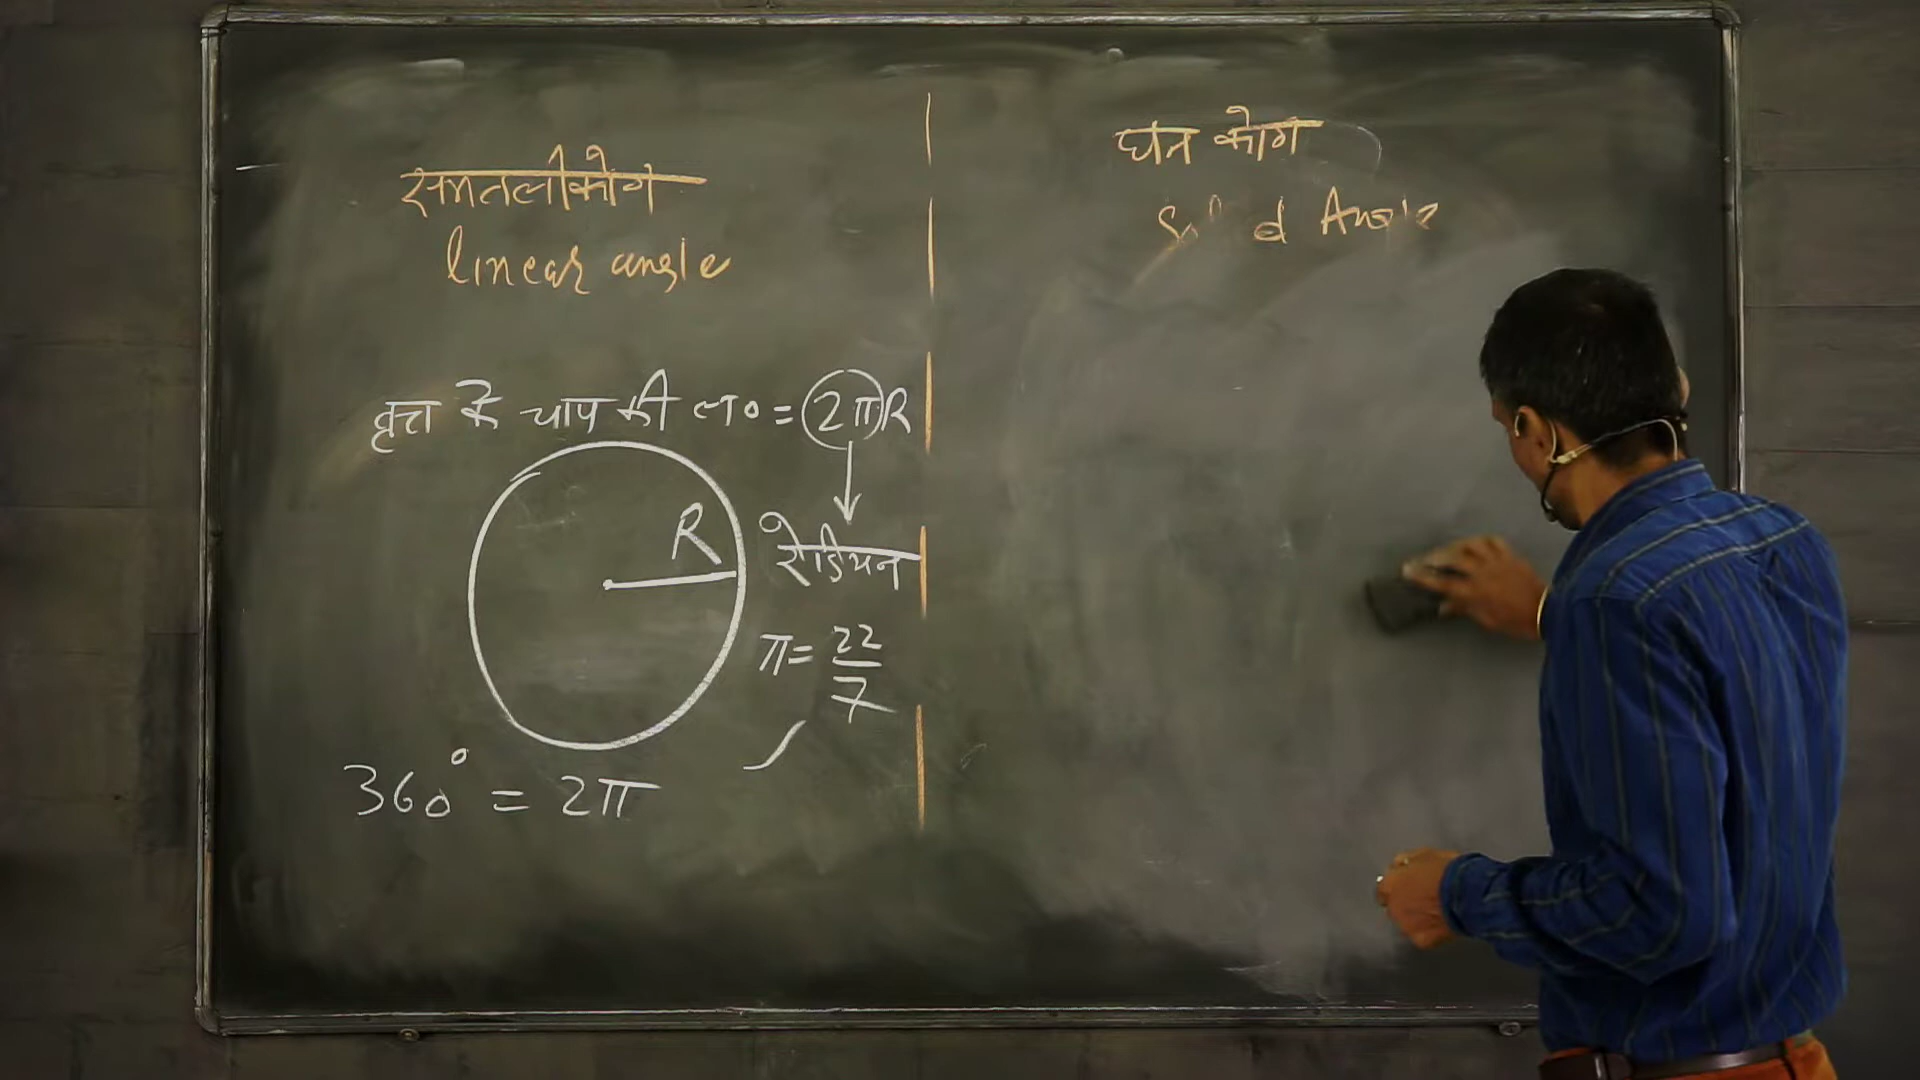 समतली कोण
linear angle
वृत्त के चाप की ल० = 2πR
R
रेडियन
π = 22/7
360° = 2π
घन कोण
Solid Angle